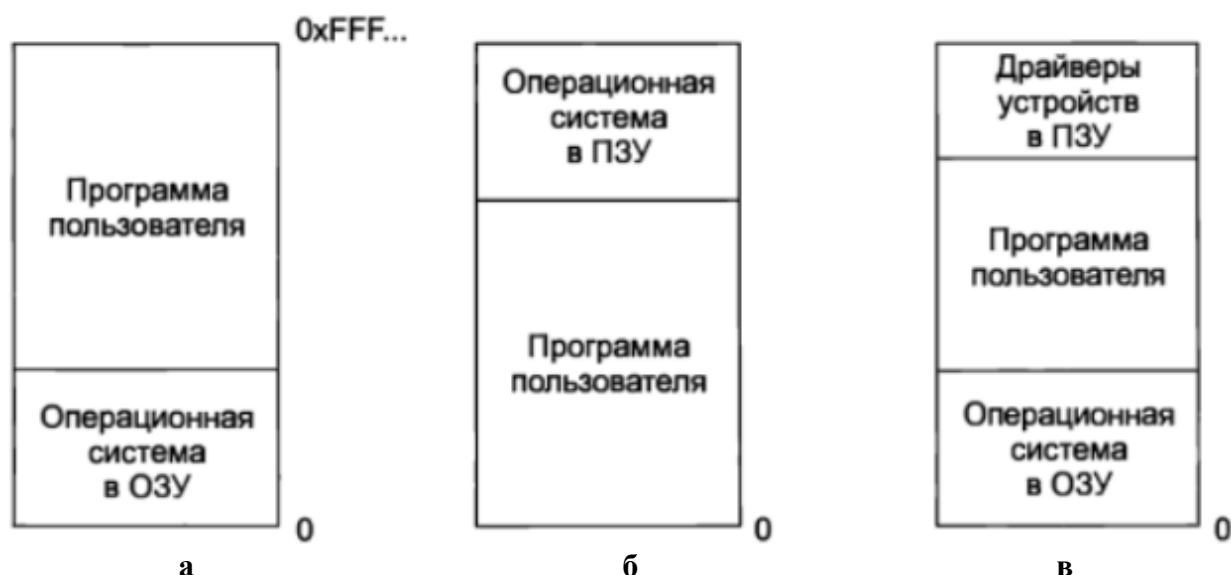 0xFFF...
Программа
пользователя
Операционная
система
в ОЗУ
0
а
Операционная
система
в ПЗУ
Программа
пользователя
0
б
Драйверы
устройств
в ПЗУ
Программа
пользователя
Операционная
система
в ОЗУ
0
в